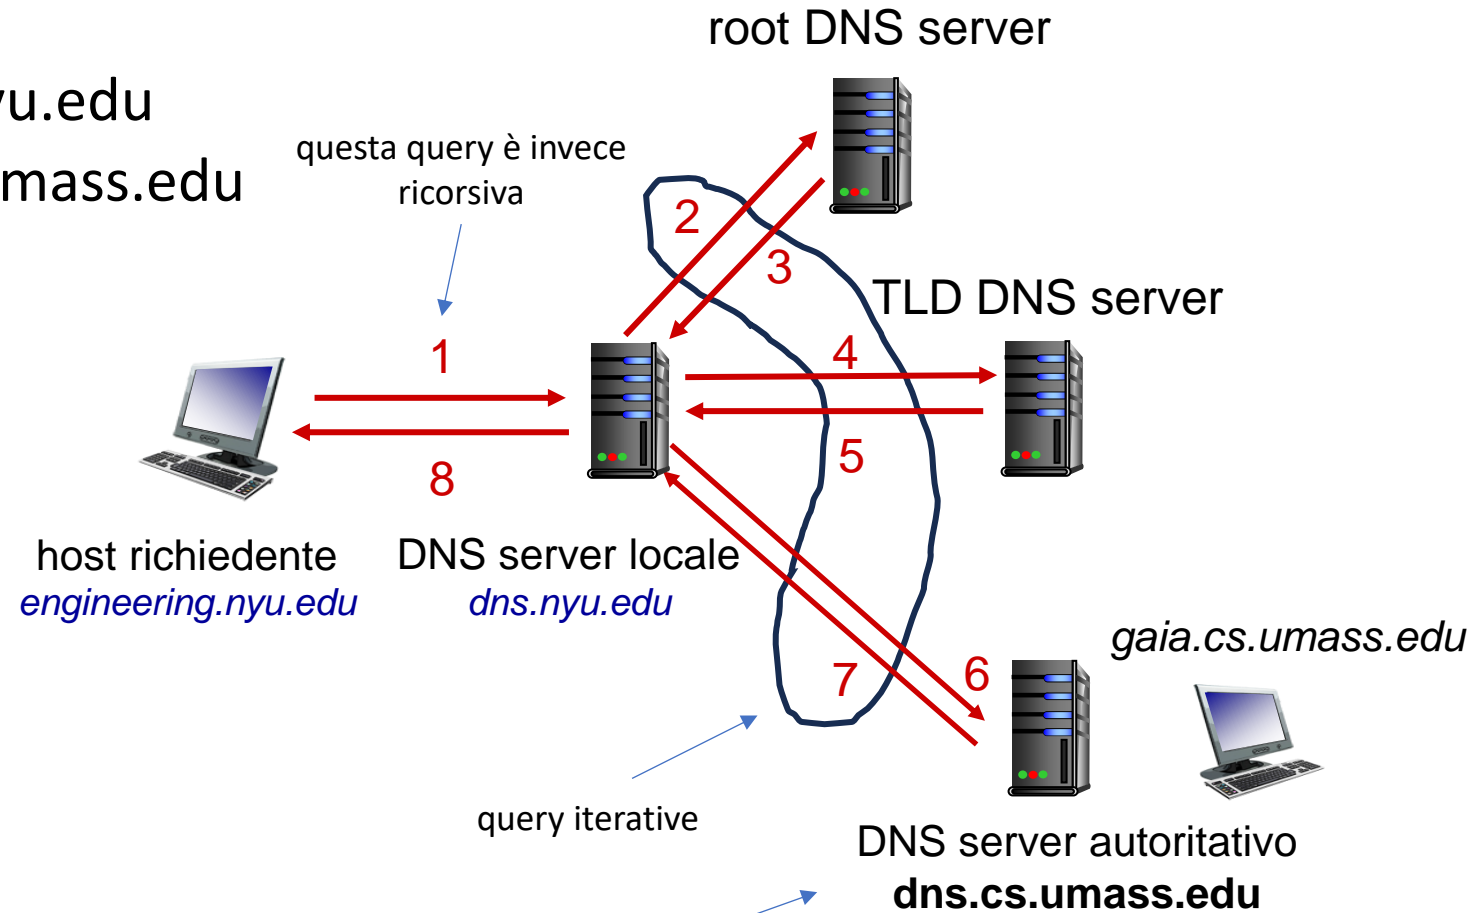 root DNS server
yu.edu
mass.edu
questa query è invece
ricorsiva
2
3
TLD DNS server
1
4
5
8
host richiedente
engineering.nyu.edu
DNS server locale
dns.nyu.edu
gaia.cs.umass.edu
7
6
query iterative
DNS server autoritativo
dns.cs.umass.edu